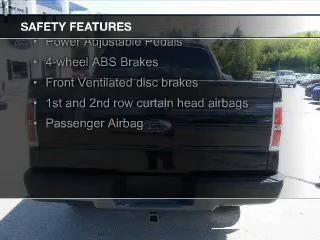 SAFETY FEATURES
• Power Adjustable Pedals
• 4-wheel ABS Brakes
• Front Ventilated disc brakes
• 1st and 2nd row curtain head airbags
• Passenger Airbag